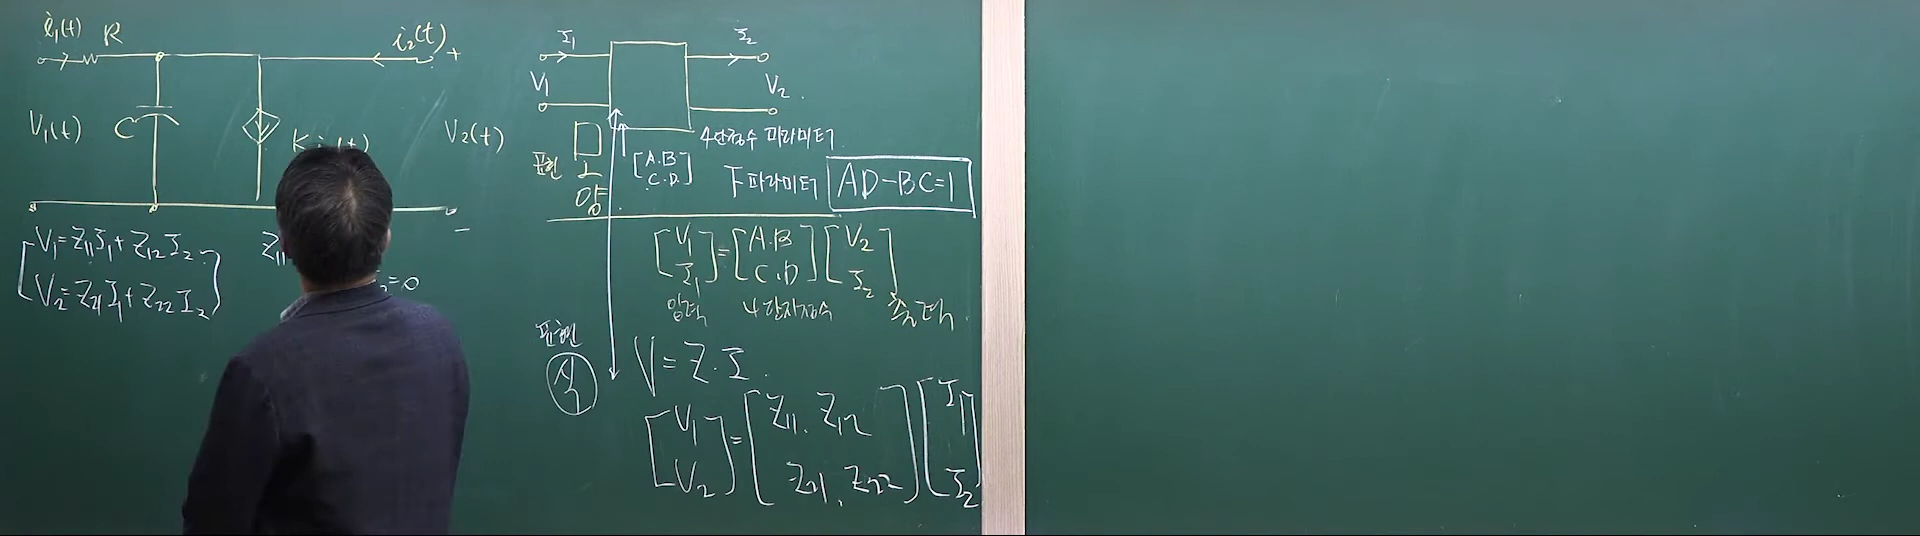 i₁(t) R i₂(t) +
V₁(t) C V₂(t)
−
V₁=Z₁₁I₁+Z₁₂I₂
V₂=Z₂₁I₁+Z₂₂I₂
Z₁₁
=0
I₁ I₂
V₁ V₂
4단정수 파라미터
표현 모양
[A.B
C.D]
F파라미터 AD-BC=1
[V₁ I₁]=[A.B C.D][V₂ I₂]
입력 4단자정수 출력
표현
식 V=Z.I
[V₁ V₂]=[Z₁₁. Z₁₂ Z₂₁. Z₂₂][I₁ I₂]